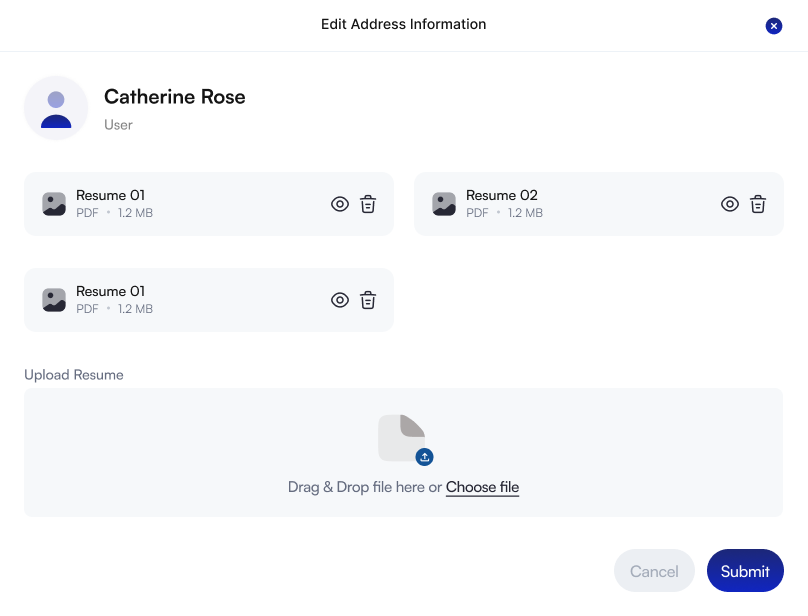 Edit Address Information
Catherine Rose
User
Resume 01
PDF • 1.2 MB
Resume 02
PDF • 1.2 MB
Resume 01
PDF • 1.2 MB
Upload Resume
Drag & Drop file here or Choose file
Cancel
Submit